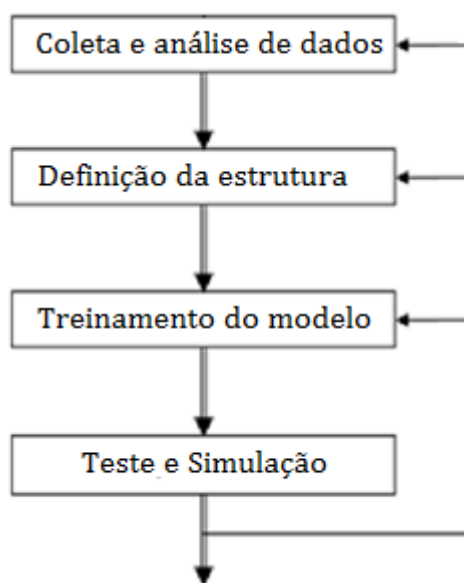 Coleta e análise de dados
Definição da estrutura
Treinamento do modelo
Teste e Simulação